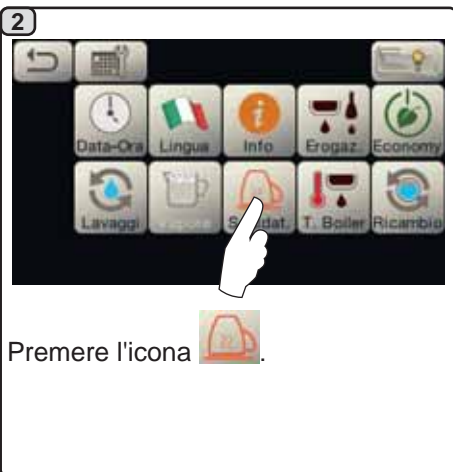 2
Data-Ora Lingua Info Erogaz. Economy
Lavaggi T. Boiler Ricambio
Premere l'icona .